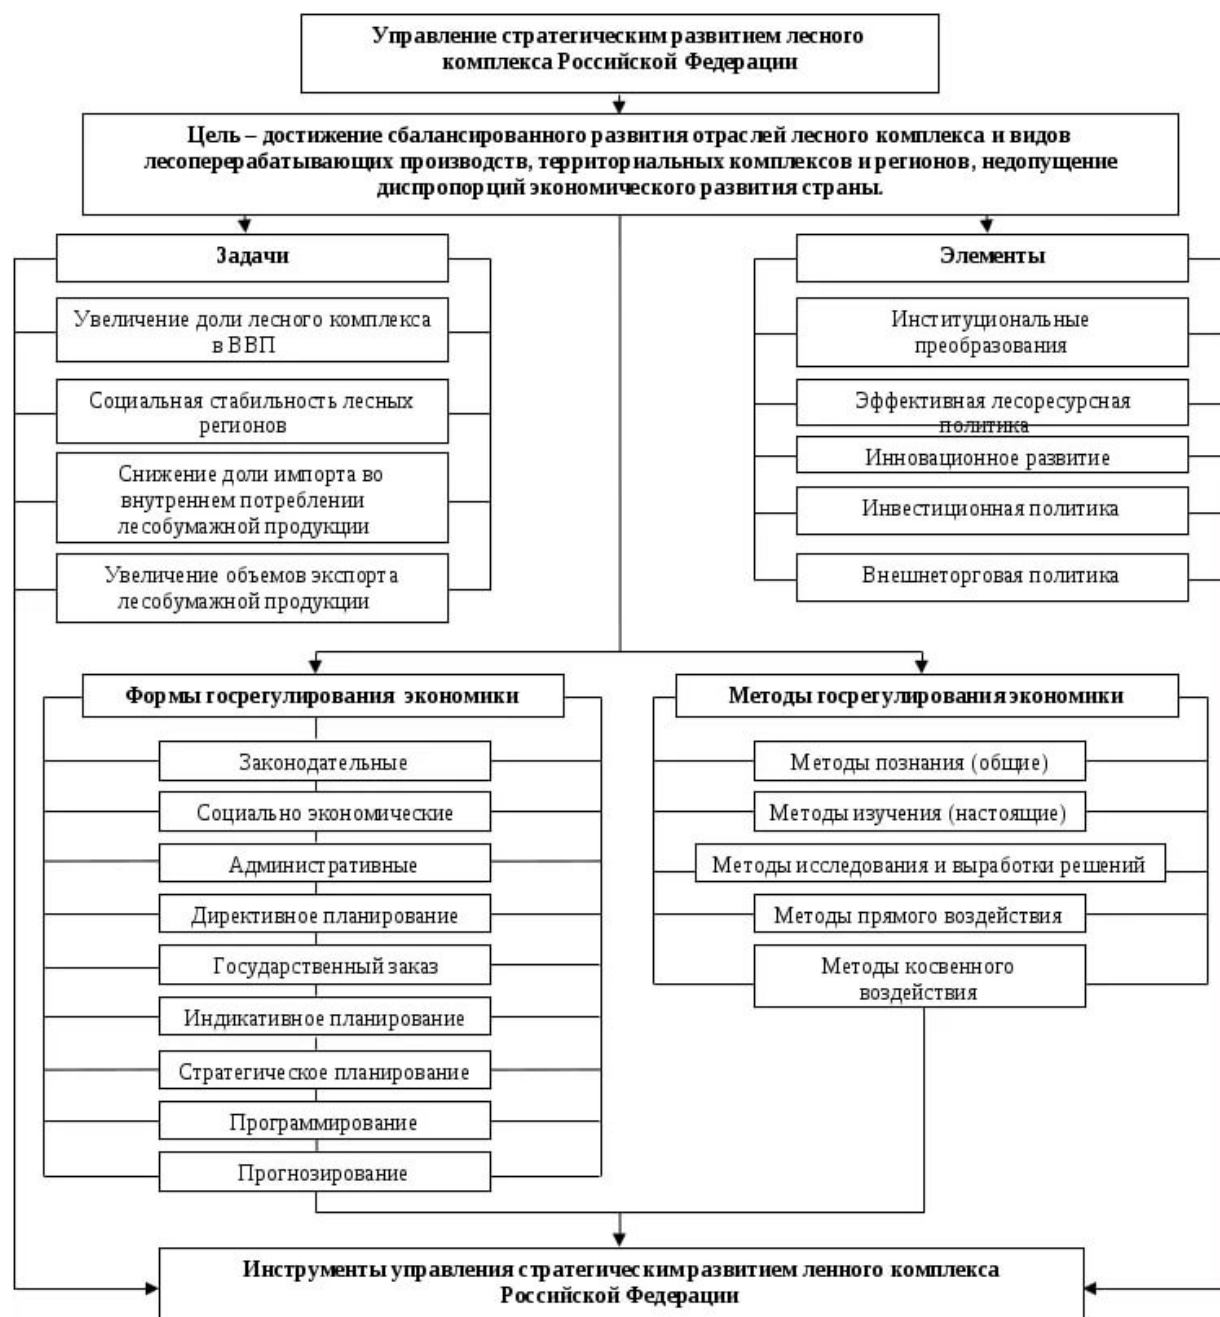 Управление стратегическим развитием лесного
комплекса Российской Федерации
Цель – достижение сбалансированного развития отраслей лесного комплекса и видов
лесоперерабатывающих производств, территориальных комплексов и регионов, недопущение
диспропорций экономического развития страны.
Задачи
Увеличение доли лесного комплекса
в ВВП
Социальная стабильность лесных
регионов
Снижение доли импорта во
внутреннем потреблении
лесобумажной продукции
Увеличение объемов экспорта
лесобумажной продукции
Элементы
Институциональные
преобразования
Эффективная лесоресурсная
политика
Инновационное развитие
Инвестиционная политика
Внешнеторговая политика
Формы госрегулирования экономики
Законодательные
Социально экономические
Административные
Директивное планирование
Государственный заказ
Индикативное планирование
Стратегическое планирование
Программирование
Прогнозирование
Методы госрегулирования экономики
Методы познания (общие)
Методы изучения (настоящие)
Методы исследования и выработки решений
Методы прямого воздействия
Методы косвенного
воздействия
Инструменты управления стратегическим развитием ленного комплекса
Российской Федерации